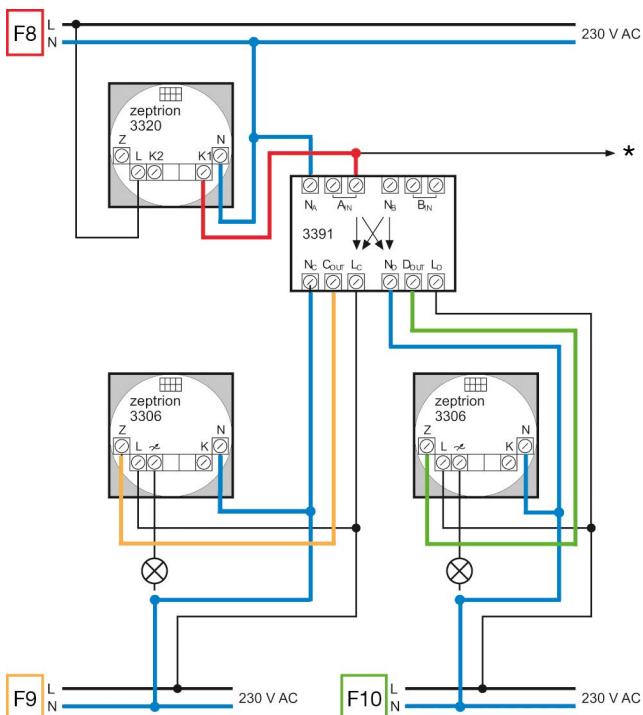 F8 L
N
230 V AC
zeptrion
3320
Z
L K2 K1 N
*
NA AIN NB BIN
3391
NC COUT LC ND DOUT LD
zeptrion
3306
Z
L K N
zeptrion
3306
Z
L K N
F9 L
N
230 V AC
F10 L
N
230 V AC